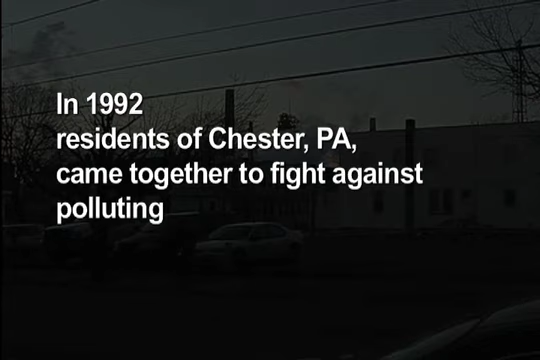 In 1992
residents of Chester, PA,
came together to fight against
polluting